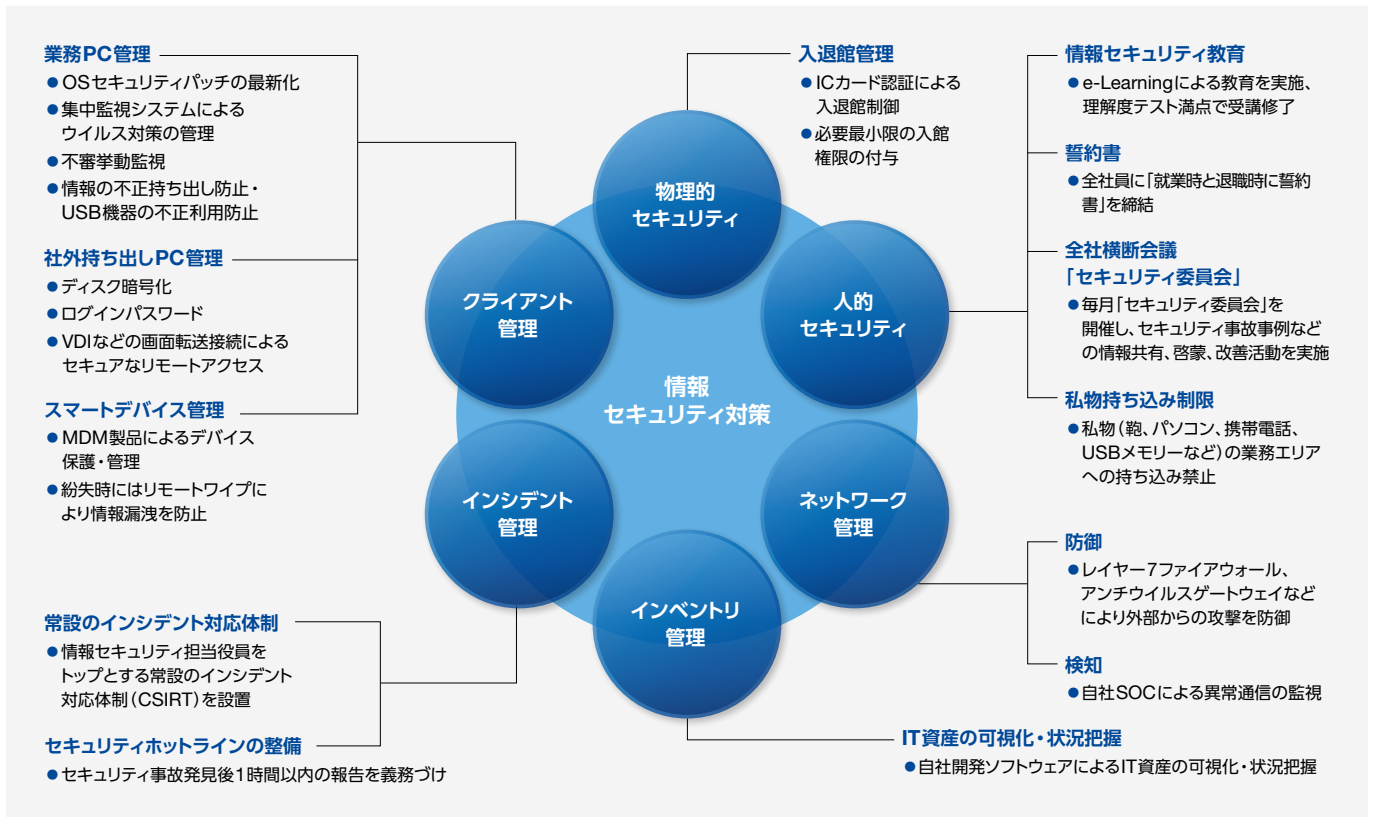 業務PC管理
●OSセキュリティパッチの最新化
●集中監視システムによる
ウイルス対策の管理
●不審挙動監視
●情報の不正持ち出し防止・
USB機器の不正利用防止
社外持ち出しPC管理
●ディスク暗号化
●ログインパスワード
●VDIなどの画面転送接続による
セキュアなリモートアクセス
スマートデバイス管理
●MDM製品によるデバイス
保護・管理
●紛失時にはリモートワイプに
より情報漏洩を防止
常設のインシデント対応体制
●情報セキュリティ担当役員を
トップとする常設のインシデント
対応体制(CSIRT)を設置
セキュリティホットラインの整備
●セキュリティ事故発見後1時間以内の報告を義務づけ
物理的
セキュリティ
クライアント
管理
人的
セキュリティ
情報
セキュリティ対策
インシデント
管理
ネットワーク
管理
インベントリ
管理
入退館管理
●ICカード認証による
入退館制御
●必要最小限の入館
権限の付与
情報セキュリティ教育
●e-Learningによる教育を実施、
理解度テスト満点で受講修了
誓約書
●全社員に「就業時と退職時に誓約
書」を締結
全社横断会議
「セキュリティ委員会」
●毎月「セキュリティ委員会」を
開催し、セキュリティ事故事例など
の情報共有、啓蒙、改善活動を実施
私物持ち込み制限
●私物(鞄、パソコン、携帯電話、
USBメモリーなど)の業務エリア
への持ち込み禁止
防御
●レイヤー7ファイアウォール、
アンチウイルスゲートウェイなど
により外部からの攻撃を防御
検知
●自社SOCによる異常通信の監視
IT資産の可視化・状況把握
●自社開発ソフトウェアによるIT資産の可視化・状況把握